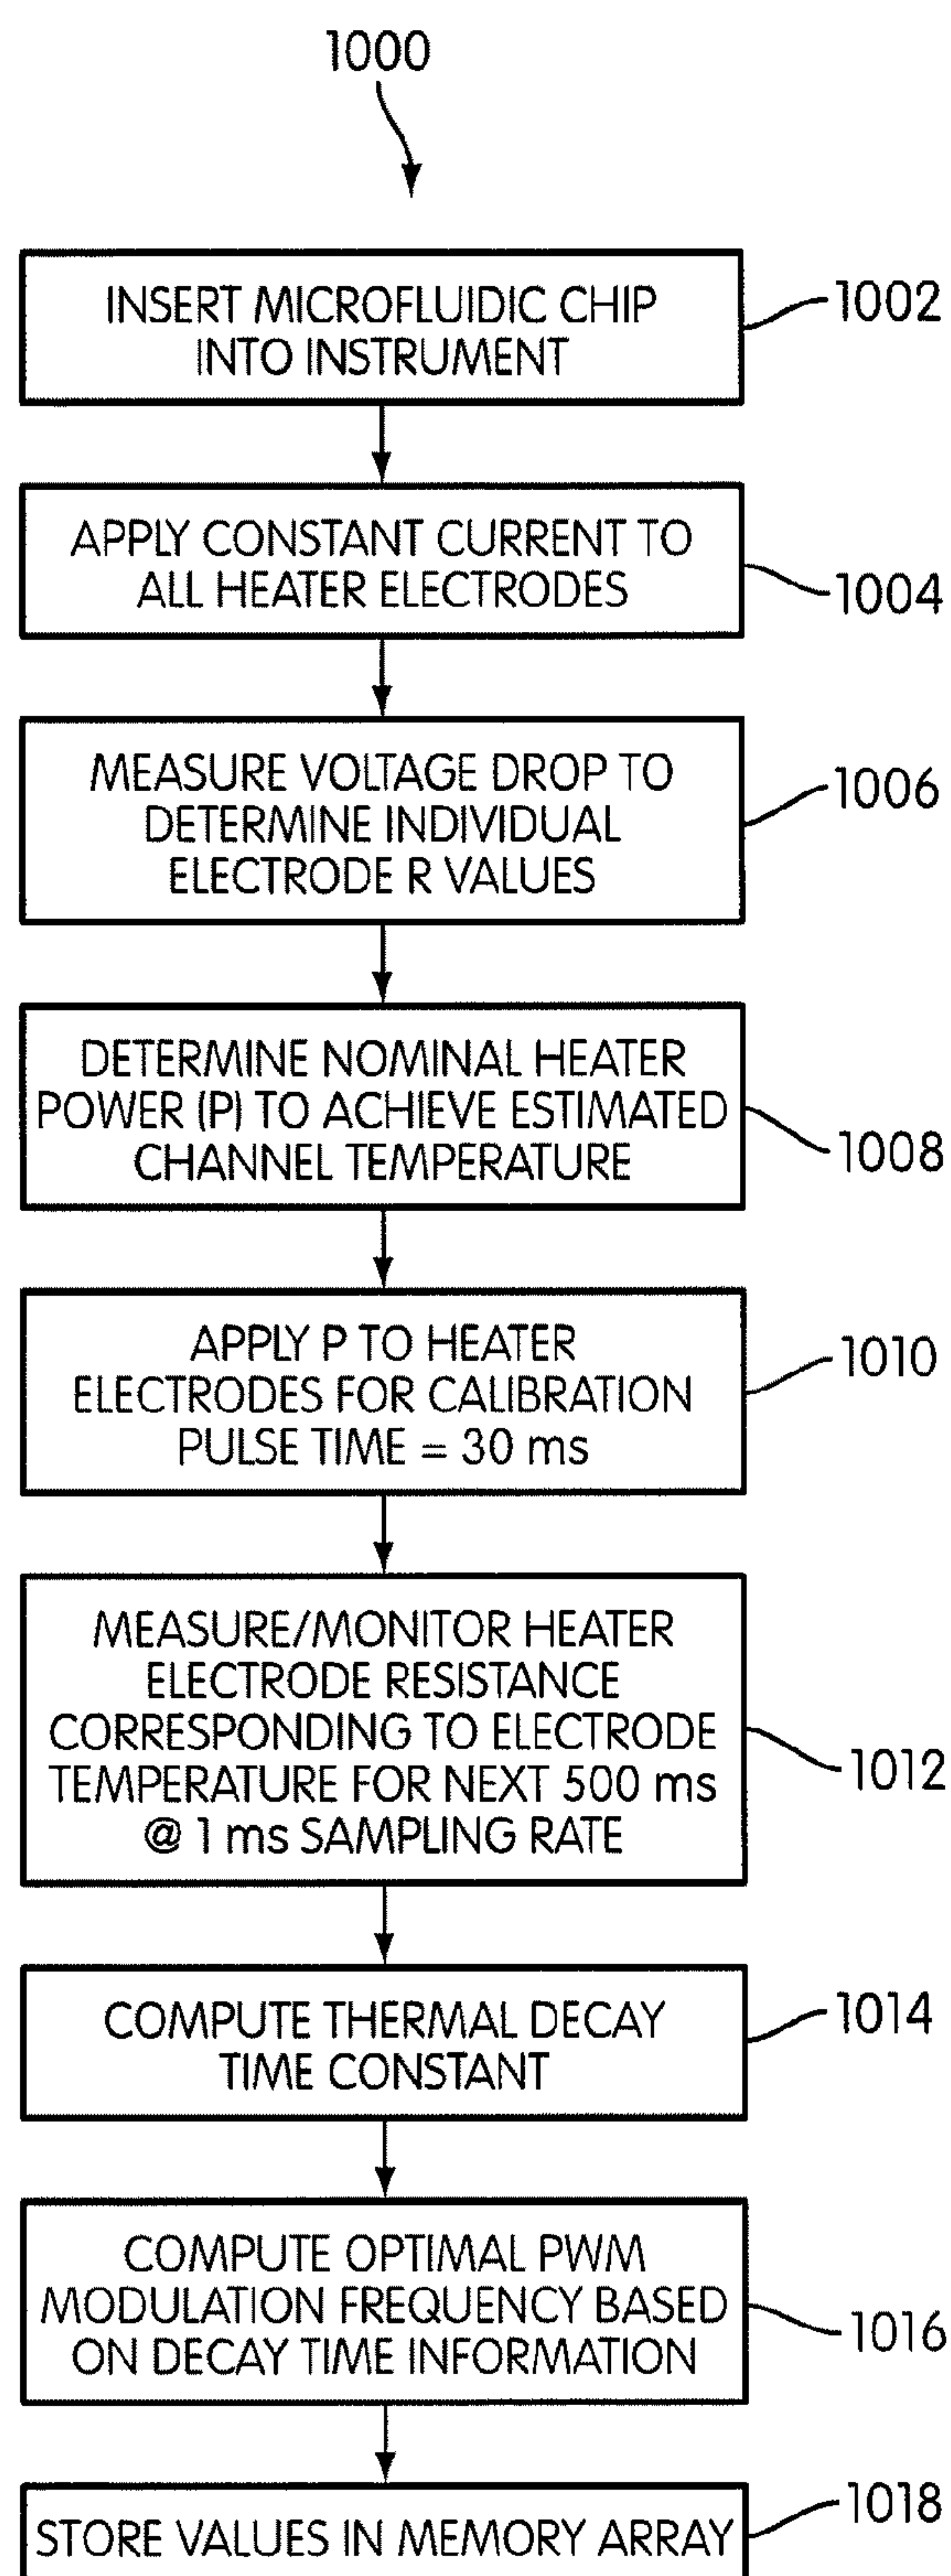 1000
INSERT MICROFLUIDIC CHIP
INTO INSTRUMENT
1002
APPLY CONSTANT CURRENT TO
ALL HEATER ELECTRODES
1004
MEASURE VOLTAGE DROP TO
DETERMINE INDIVIDUAL
ELECTRODE R VALUES
1006
DETERMINE NOMINAL HEATER
POWER (P) TO ACHIEVE ESTIMATED
CHANNEL TEMPERATURE
1008
APPLY P TO HEATER
ELECTRODES FOR CALIBRATION
PULSE TIME = 30 ms
1010
MEASURE/MONITOR HEATER
ELECTRODE RESISTANCE
CORRESPONDING TO ELECTRODE
TEMPERATURE FOR NEXT 500 ms
@ 1 ms SAMPLING RATE
1012
COMPUTE THERMAL DECAY
TIME CONSTANT
1014
COMPUTE OPTIMAL PWM
MODULATION FREQUENCY BASED
ON DECAY TIME INFORMATION
1016
STORE VALUES IN MEMORY ARRAY
1018